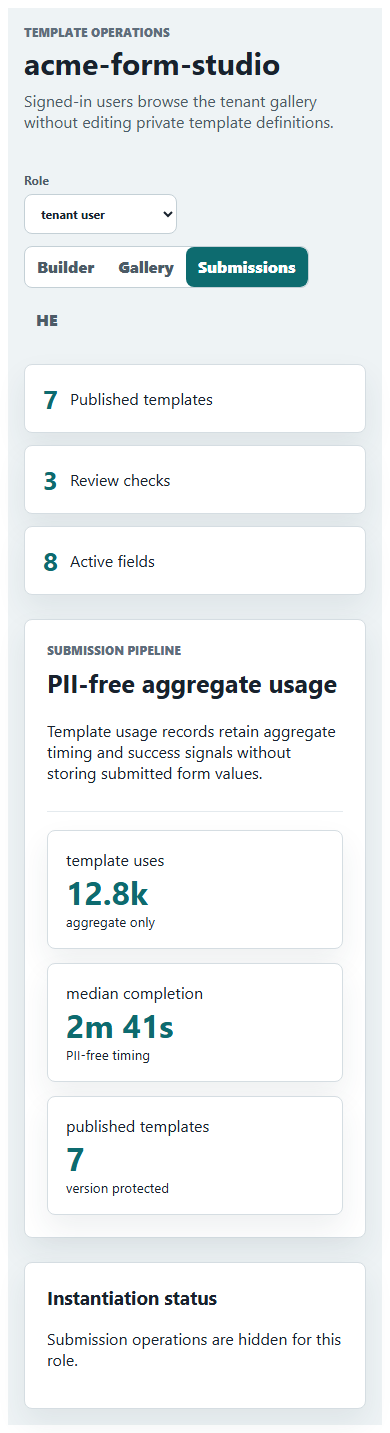 TEMPLATE OPERATIONS
acme-form-studio
Signed-in users browse the tenant gallery
without editing private template definitions.
Role
tenant user
Builder Gallery Submissions
HE
7 Published templates
3 Review checks
8 Active fields
SUBMISSION PIPELINE
PII-free aggregate usage
Template usage records retain aggregate
timing and success signals without
storing submitted form values.
template uses
12.8k
aggregate only
median completion
2m 41s
PII-free timing
published templates
7
version protected
Instantiation status
Submission operations are hidden for this
role.